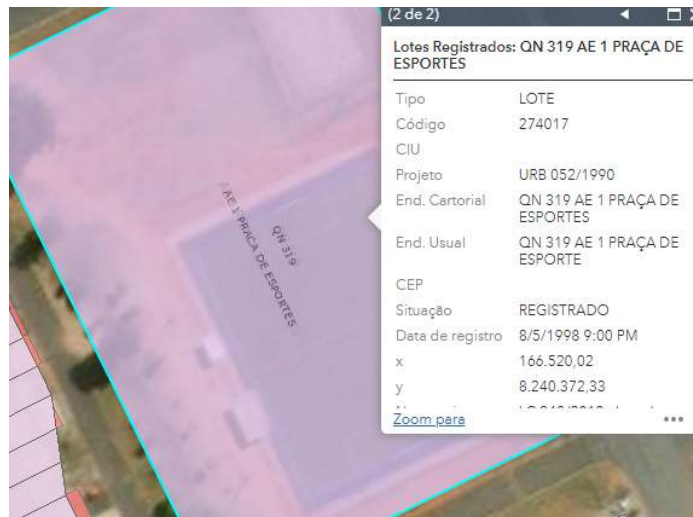 (2 de 2)
Lotes Registrados: QN 319 AE 1 PRAÇA DE
ESPORTES
Tipo LOTE
Código 274017
CIU
Projeto URB 052/1990
End. Cartorial QN 319 AE 1 PRAÇA DE
ESPORTES
End. Usual QN 319 AE 1 PRAÇA DE
ESPORTE
CEP
Situação REGISTRADO
Data de registro 8/5/1998 9:00 PM
x 166.520,02
y 8.240.372,33
Zoom para
QN 319
AE 1 PRACA DE ESPORTES